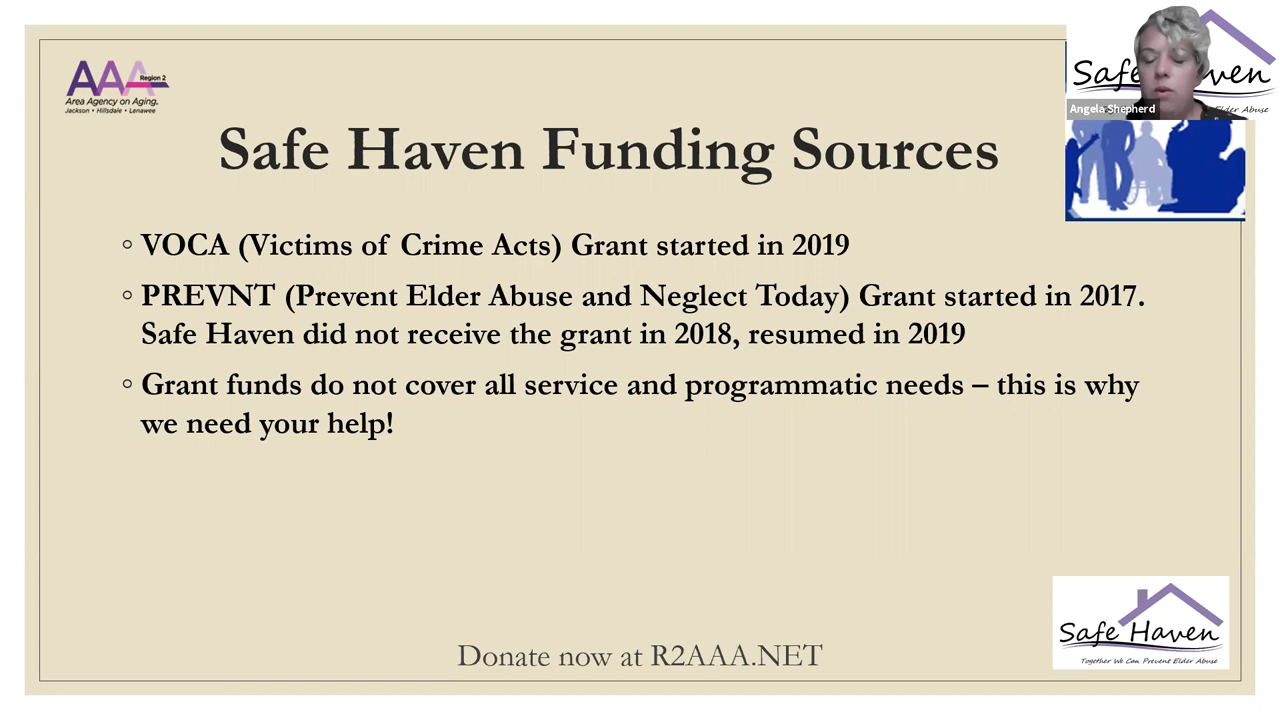 AAA Region 2
Area Agency on Aging.
Jackson • Hillsdale • Lenawee
Safe Haven
Angela Shepherd
Elder Abuse
Safe Haven Funding Sources
◦ VOCA (Victims of Crime Acts) Grant started in 2019
◦ PREVNT (Prevent Elder Abuse and Neglect Today) Grant started in 2017.
Safe Haven did not receive the grant in 2018, resumed in 2019
◦ Grant funds do not cover all service and programmatic needs – this is why
we need your help!
Safe Haven
Together We Can Prevent Elder Abuse
Donate now at R2AAA.NET